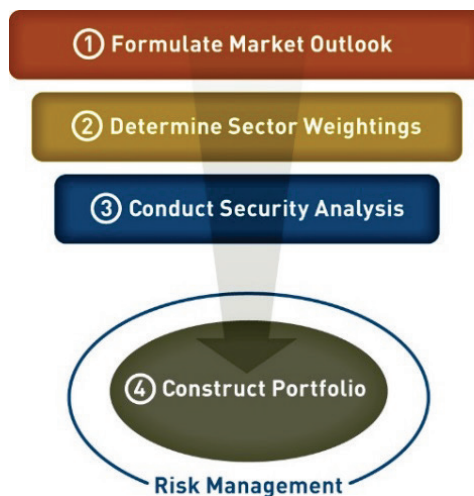 ① Formulate Market Outlook
② Determine Sector Weightings
③ Conduct Security Analysis
④ Construct Portfolio
Risk Management